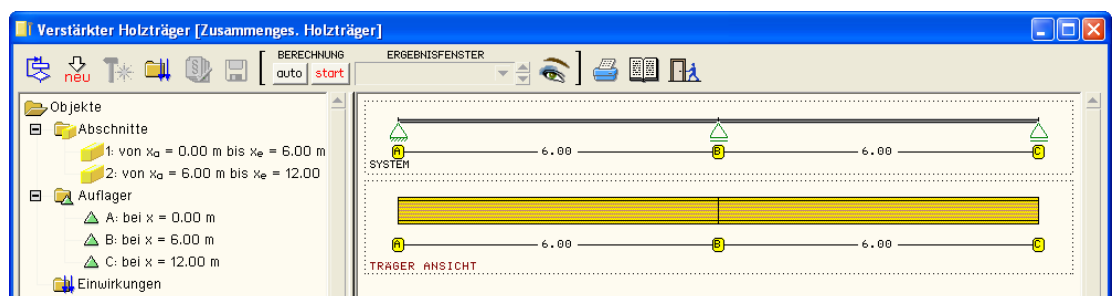 Verstärkter Holzträger [Zusammenges. Holzträger]
neu
BERECHNUNG
auto start
ERGEBNISFENSTER
Objekte
Abschnitte
1: von xa = 0.00 m bis xe = 6.00 m
2: von xa = 6.00 m bis xe = 12.00
Auflager
A: bei x = 0.00 m
B: bei x = 6.00 m
C: bei x = 12.00 m
Einwirkungen
A 6.00 B 6.00 C
SYSTEM
A 6.00 B 6.00 C
TRÄGER ANSICHT